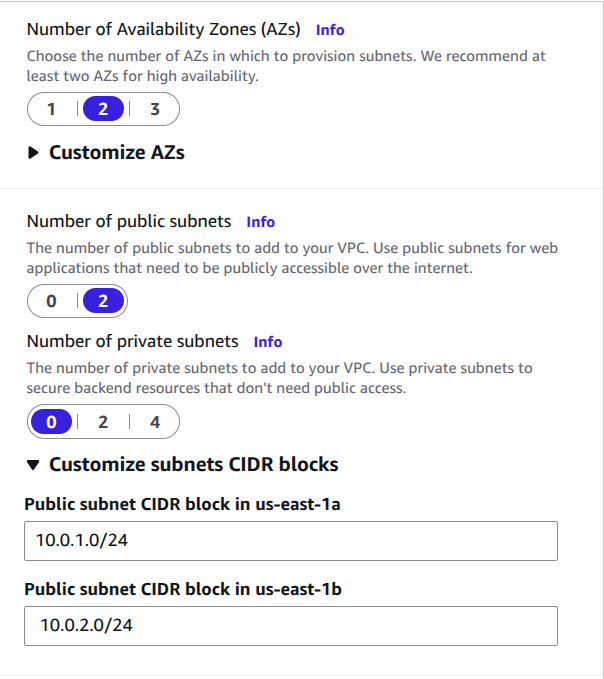 Number of Availability Zones (AZs) Info
Choose the number of AZs in which to provision subnets. We recommend at
least two AZs for high availability.
1 2 3
Customize AZs
Number of public subnets Info
The number of public subnets to add to your VPC. Use public subnets for web
applications that need to be publicly accessible over the internet.
0 2
Number of private subnets Info
The number of private subnets to add to your VPC. Use private subnets to
secure backend resources that don't need public access.
0 2 4
Customize subnets CIDR blocks
Public subnet CIDR block in us-east-1a
10.0.1.0/24
Public subnet CIDR block in us-east-1b
10.0.2.0/24